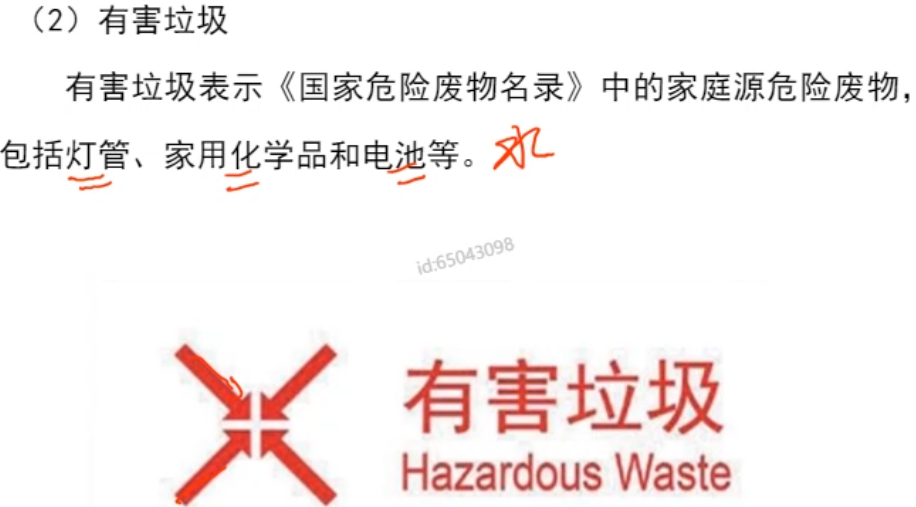 （2）有害垃圾
有害垃圾表示《国家危险废物名录》中的家庭源危险废物，
包括灯管、家用化学品和电池等。水
id:65043098
有害垃圾
Hazardous Waste